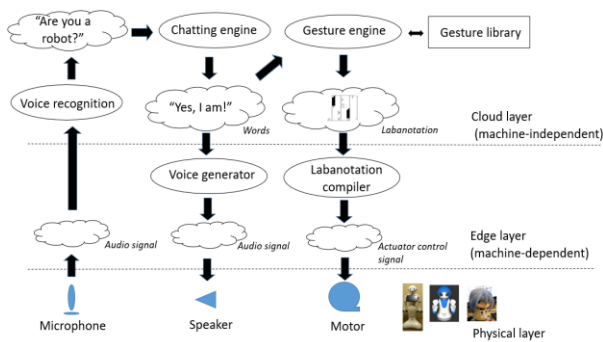 “Are you a
robot?”
Chatting engine
Gesture engine
Gesture library
Voice recognition
“Yes, I am!”
Words
Labanotation
Cloud layer
(machine-independent)
Voice generator
Labanotation
compiler
Audio signal
Audio signal
Actuator control
signal
Edge layer
(machine-dependent)
Microphone
Speaker
Motor
Physical layer